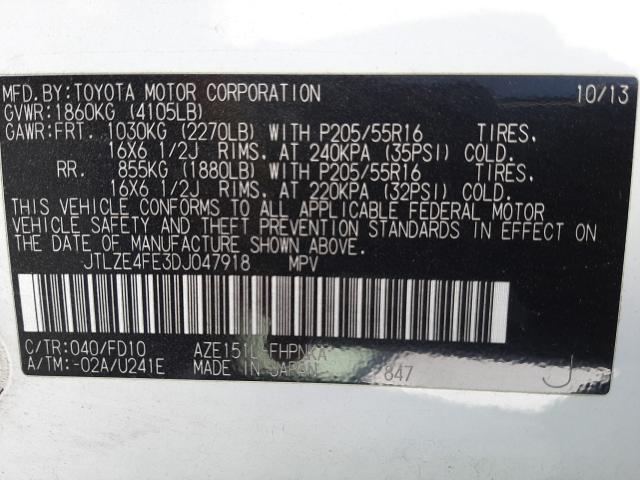 MFD.BY:TOYOTA MOTOR CORPORATION 10/13
GVWR:1860KG (4105LB)
GAWR:FRT. 1030KG (2270LB) WITH P205/55R16 TIRES.
16X6 1/2J RIMS. AT 240KPA (35PSI) COLD.
RR. 855KG (1880LB) WITH P205/55R16 TIRES.
16X6 1/2J RIMS. AT 220KPA (32PSI) COLD.
THIS VEHICLE CONFORMS TO ALL APPLICABLE FEDERAL MOTOR
VEHICLE SAFETY AND THEFT PREVENTION STANDARDS IN EFFECT
ON THE DATE OF MANUFACTURE SHOWN ABOVE.
JTLZE4FE3DJ047918 MPV
C/TR:040/FD10 AZE151L-FHPNKA
A/TM:-02A/U241E MADE IN JAPAN 847 J